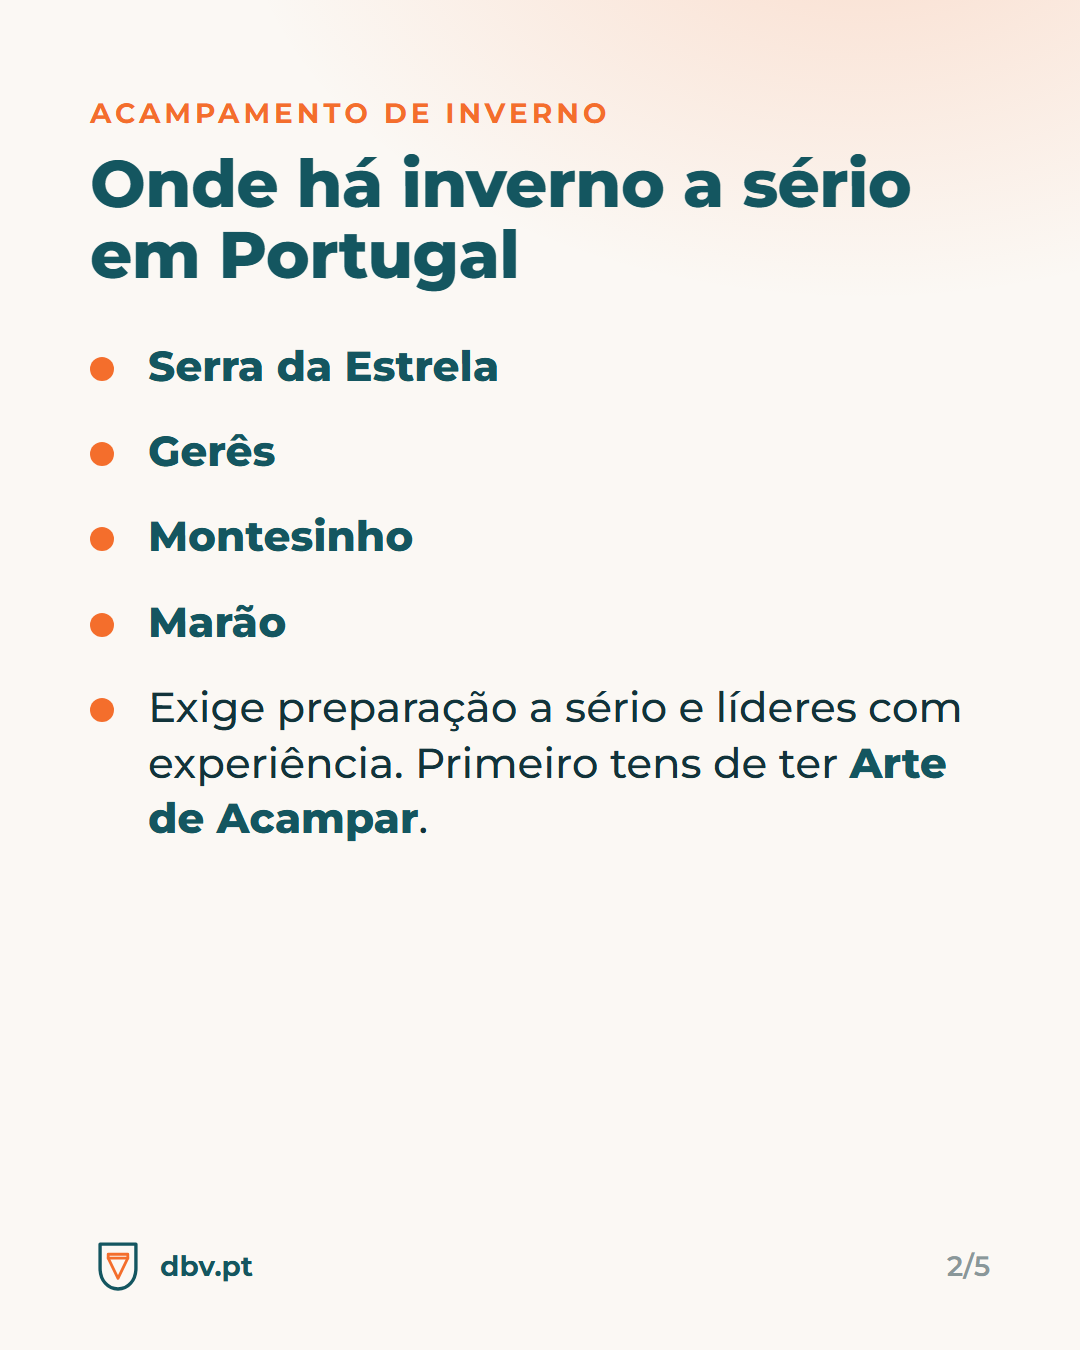 ACAMPAMENTO DE INVERNO
Onde há inverno a sério
em Portugal
Serra da Estrela
Gerês
Montesinho
Marão
Exige preparação a sério e líderes com
experiência. Primeiro tens de ter Arte
de Acampar.
dbv.pt
2/5